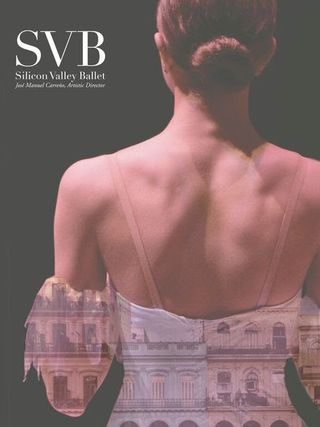 SVB
Silicon Valley Ballet
José Manuel Carreño, Artistic Director